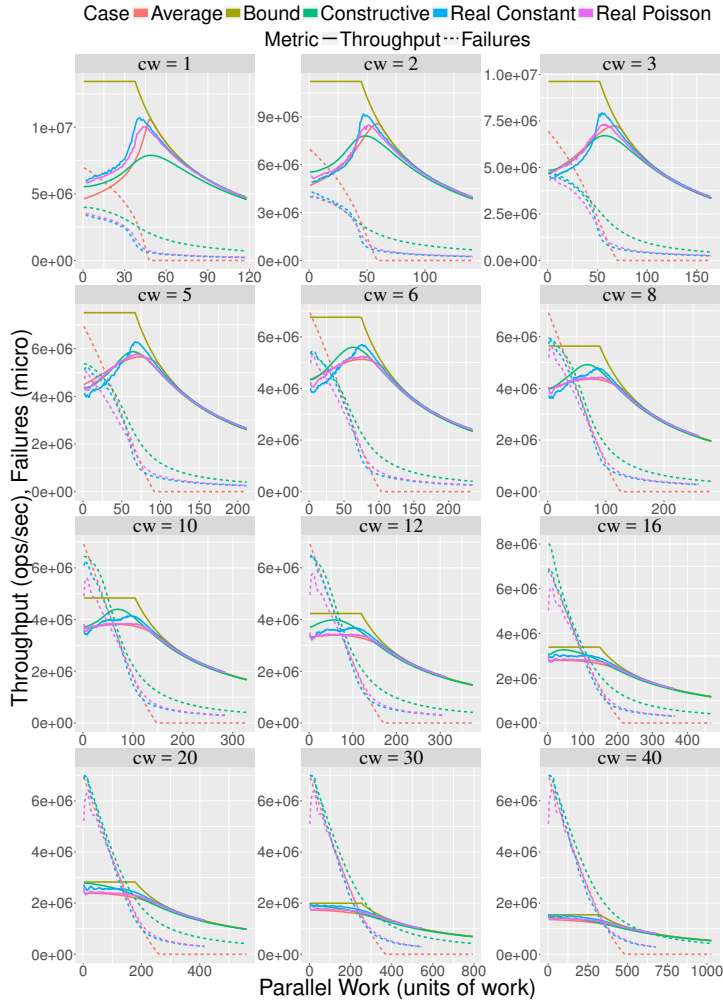 Case Average Bound Constructive Real Constant Real Poisson
Metric Throughput Failures
Throughput (ops/sec), Failures (micro)
cw = 1
cw = 2
cw = 3
1e+07
5e+06
0e+00
0 40 80 120
9e+06
6e+06
3e+06
0e+00
0 50 100
1.0e+07
7.5e+06
5.0e+06
2.5e+06
0.0e+00
0 50 100 150
cw = 5
cw = 6
cw = 8
6e+06
4e+06
2e+06
0e+00
0 50 100 150 200
6e+06
4e+06
2e+06
0e+00
0 50 100 150 200
6e+06
4e+06
2e+06
0e+00
0 100 200
cw = 10
cw = 12
cw = 16
6e+06
4e+06
2e+06
0e+00
0 100 200 300
6e+06
4e+06
2e+06
0e+00
0 100 200 300
8e+06
6e+06
4e+06
2e+06
0e+00
0 100 200 300 400
cw = 20
cw = 30
cw = 40
6e+06
4e+06
2e+06
0e+00
0 200 400
6e+06
4e+06
2e+06
0e+00
0 200 400 600 800
6e+06
4e+06
2e+06
0e+00
0 250 500 750 1000
Parallel Work (units of work)